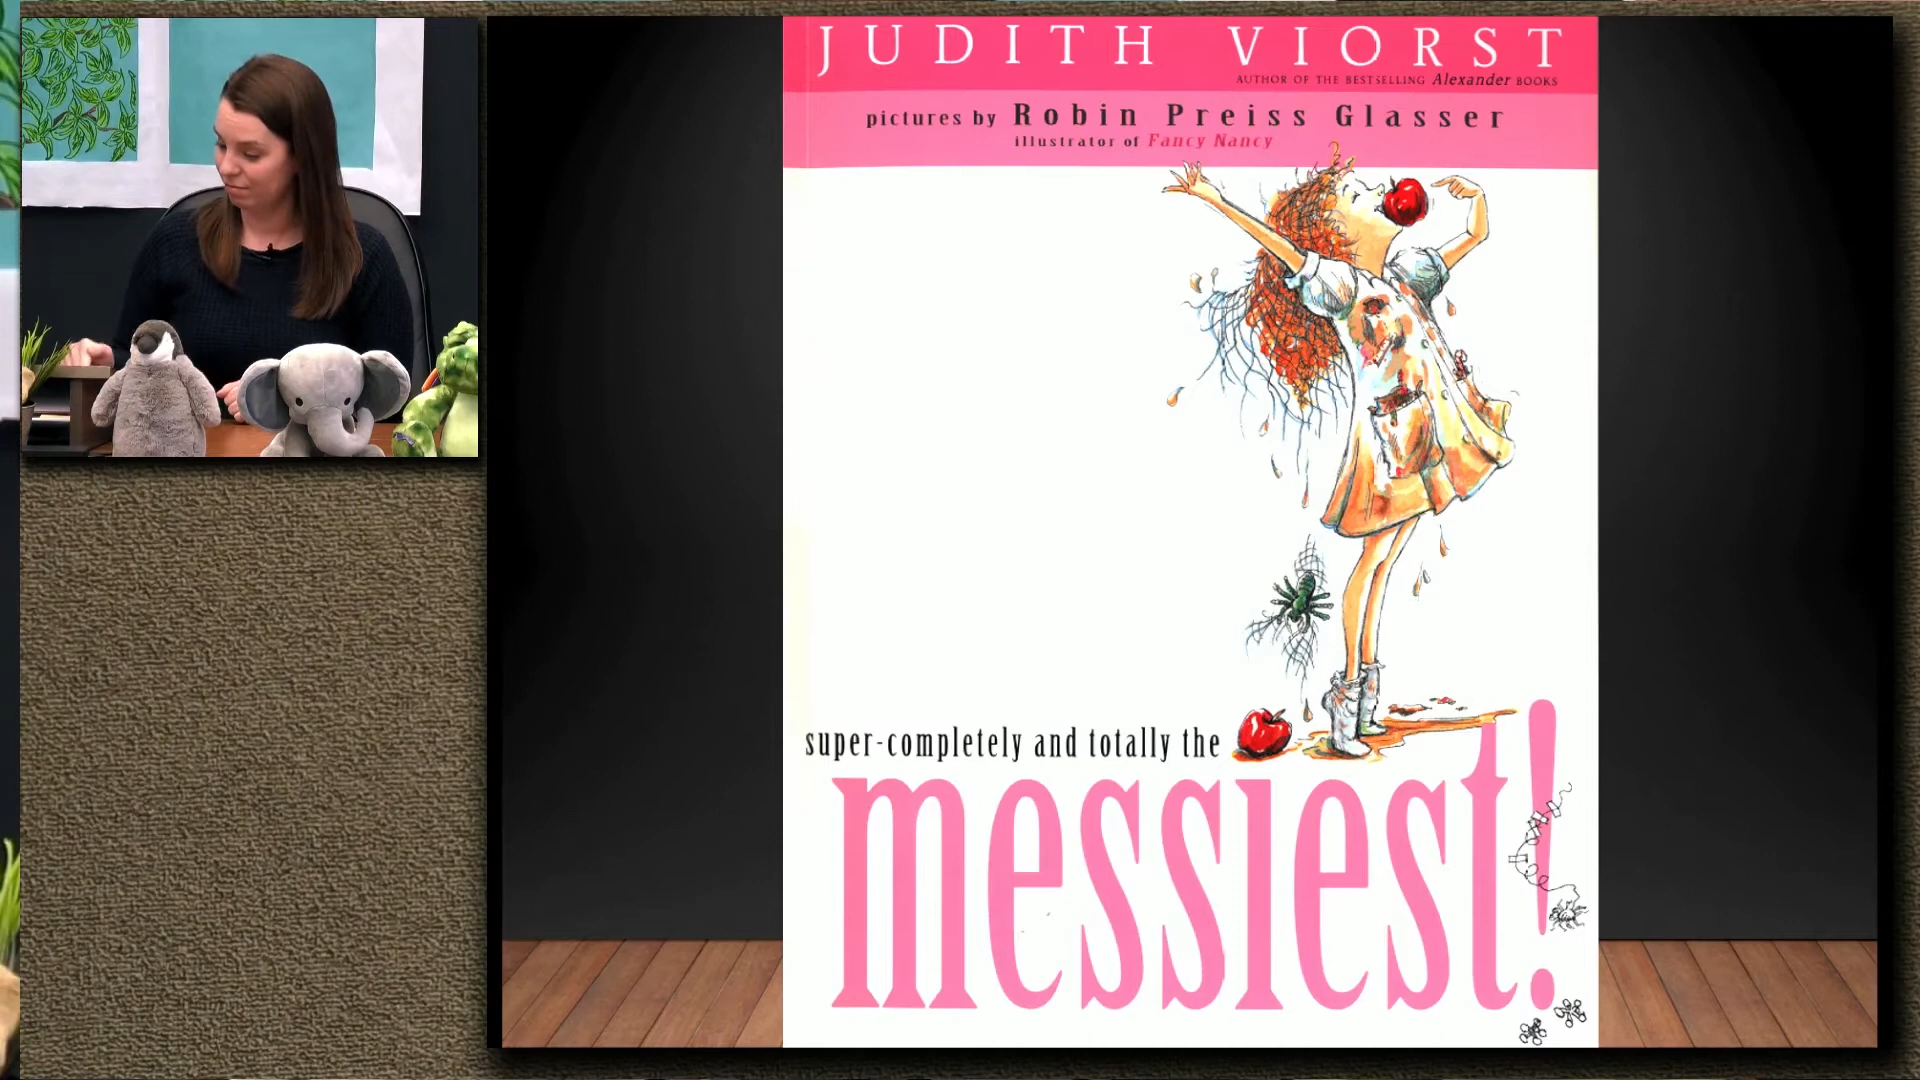 JUDITH VIORST
AUTHOR OF THE BESTSELLING Alexander BOOKS
pictures by Robin Preiss Glasser
illustrator of Fancy Nancy
super-completely and totally the
messiest!